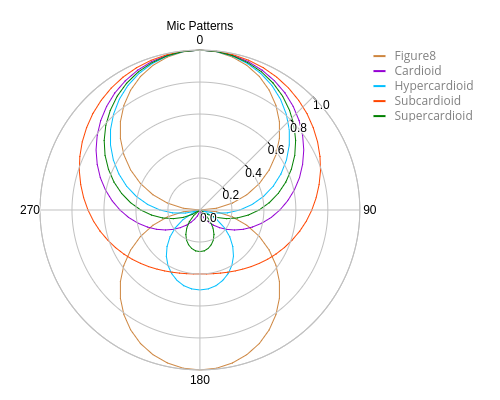 Mic Patterns
0
Figure8
Cardioid
Hypercardioid
Subcardioid
Supercardioid
1.0
0.8
0.6
0.4
0.2
0.0
270
90
180